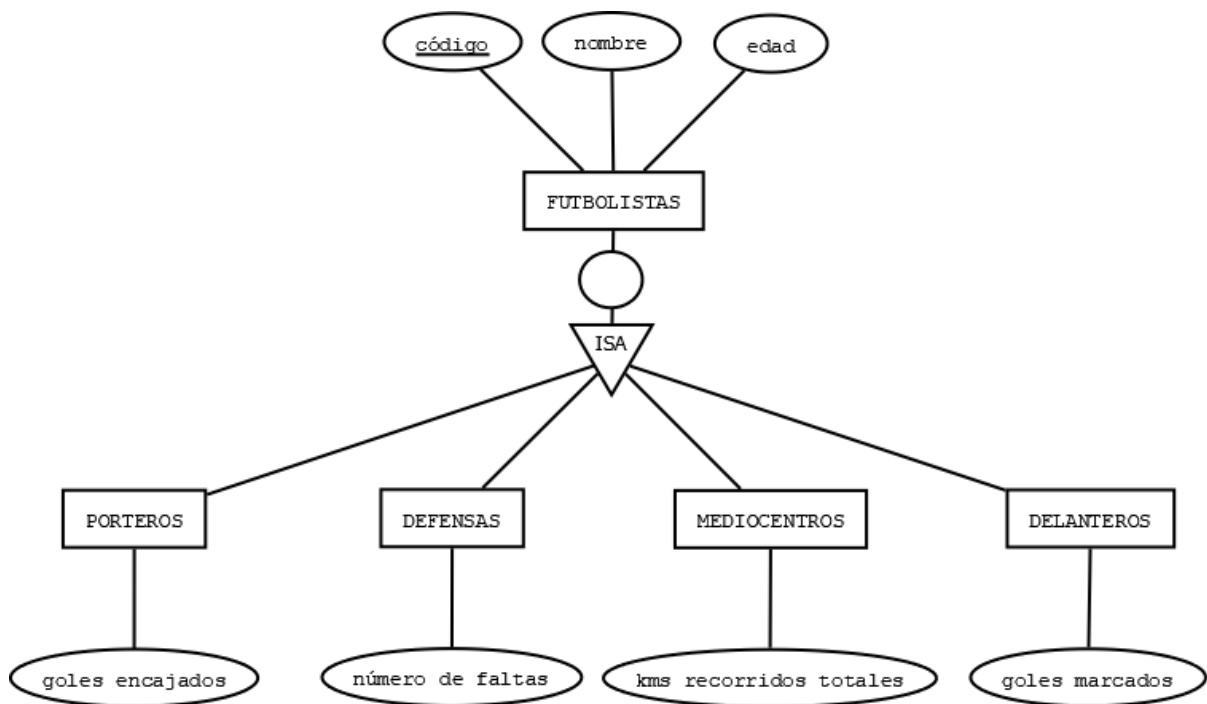 código
nombre
edad
FUTBOLISTAS
ISA
PORTEROS
DEFENSAS
MEDIOCENTROS
DELANTEROS
goles encajados
número de faltas
kms recorridos totales
goles marcados